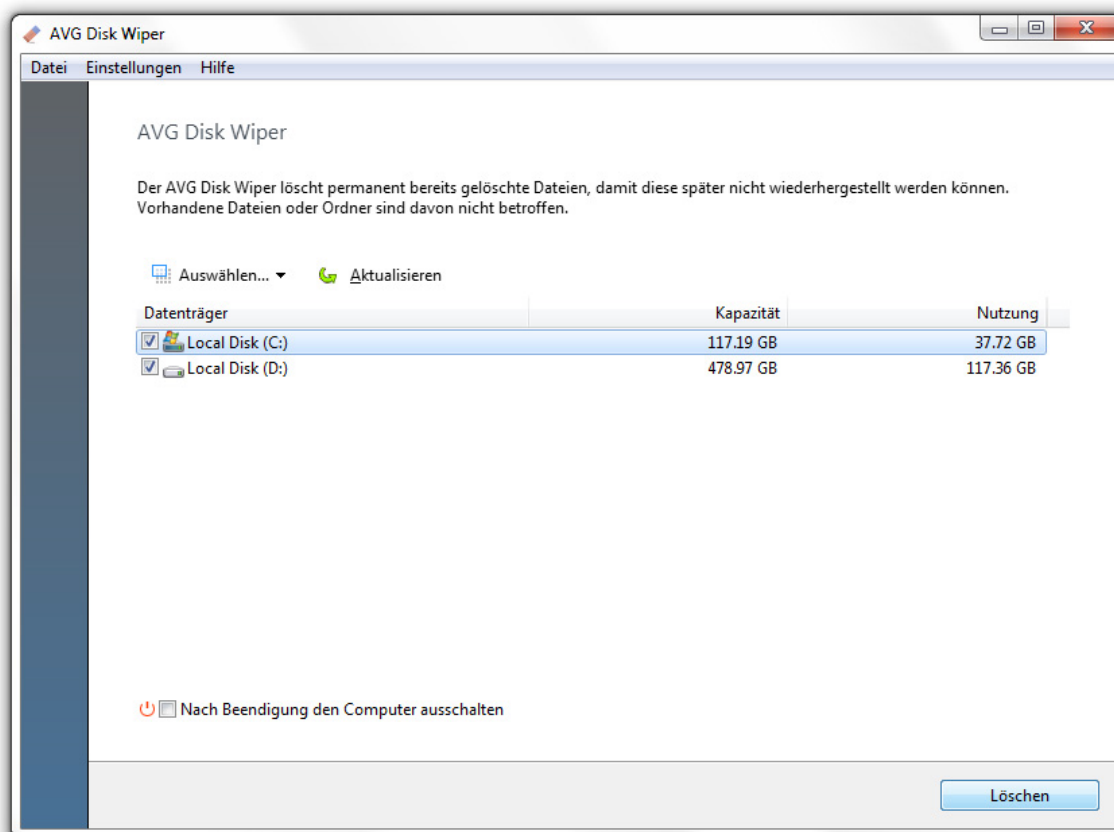 AVG Disk Wiper
Datei Einstellungen Hilfe
AVG Disk Wiper
Der AVG Disk Wiper löscht permanent bereits gelöschte Dateien, damit diese später nicht wiederhergestellt werden können.
Vorhandene Dateien oder Ordner sind davon nicht betroffen.
Auswählen... Aktualisieren
Datenträger Kapazität Nutzung
Local Disk (C:) 117.19 GB 37.72 GB
Local Disk (D:) 478.97 GB 117.36 GB
Nach Beendigung den Computer ausschalten
Löschen